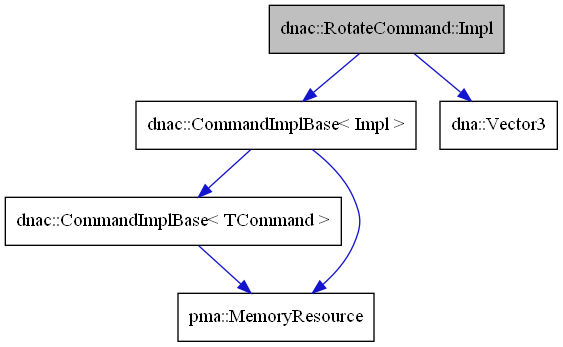 dnac::RotateCommand::Impl
dnac::CommandImplBase< Impl >
dna::Vector3
dnac::CommandImplBase< TCommand >
pma::MemoryResource